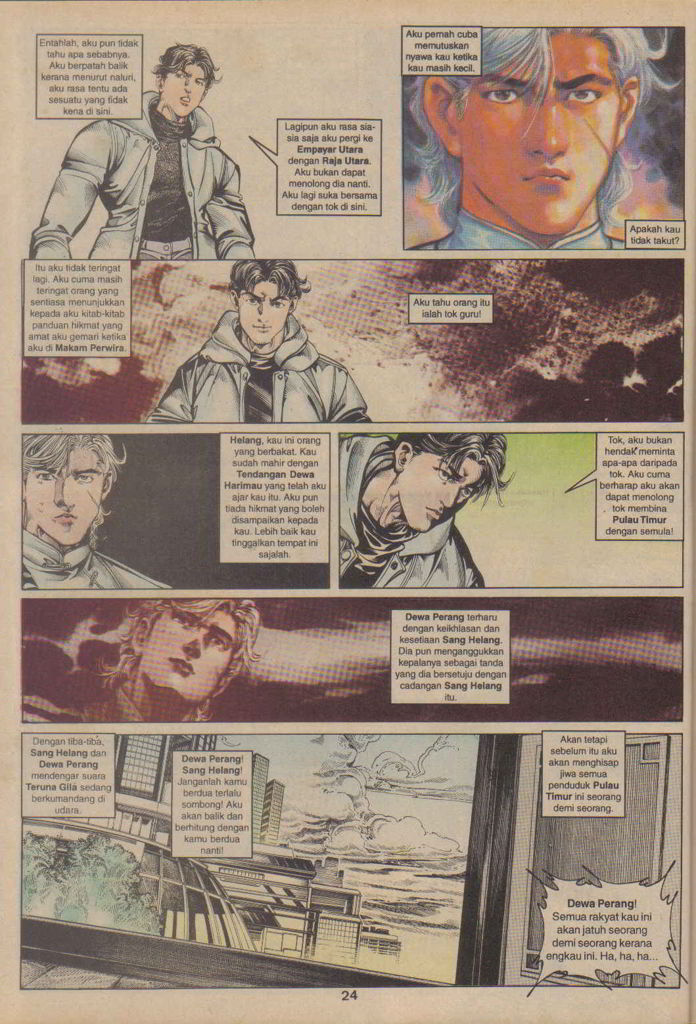 Entahlah, aku pun tidak
tahu apa sebabnya.
Aku berpatah balik
kerana menurut naluri,
aku rasa tentu ada
sesuatu yang tidak
kena di sini.
Lagipun aku rasa sia-
sia saja aku pergi ke
Empayar Utara
dengan Raja Utara.
Aku bukan dapat
menolong dia nanti.
Aku lagi suka bersama
dengan tok di sini.
Aku pernah cuba
memutuskan
nyawa kau ketika
kau masih kecil.
Apakah kau
tidak takut?
Itu aku tidak teringat
lagi. Aku cuma masih
teringat orang yang
sentiasa menunjukkan
kepada aku kitab-kitab
panduan hikmat yang
amat aku gemari ketika
aku di Makam Perwira.
Aku tahu orang itu
ialah tok guru!
Helang, kau ini orang
yang berbakat. Kau
sudah mahir dengan
Tendangan Dewa
Harimau yang telah aku
ajar kau itu. Aku pun
tiada hikmat yang boleh
disampaikan kepada
kau. Lebih baik kau
tinggalkan tempat ini
sajalah.
Tok, aku bukan
hendak meminta
apa-apa daripada
tok. Aku cuma
berharap aku akan
dapat menolong
tok membina
Pulau Timur
dengan semula!
Dewa Perang terharu
dengan keikhlasan dan
kesetiaan Sang Helang.
Dia pun menganggukkan
kepalanya sebagai tanda
yang dia bersetuju dengan
cadangan Sang Helang
itu.
Dengan tiba-tiba,
Sang Helang dan
Dewa Perang
mendengar suara
Teruna Gila sedang
berkumandang di
udara.
Dewa Perang!
Sang Helang!
Janganlah kamu
berdua terlalu
sombong! Aku
akan balik dan
berhitung dengan
kamu berdua
nanti!
Akan tetapi
sebelum itu aku
akan menghisap
jiwa semua
penduduk Pulau
Timur ini seorang
demi seorang.
Dewa Perang!
Semua rakyat kau ini
akan jatuh seorang
demi seorang kerana
engkau ini. Ha, ha, ha...
24